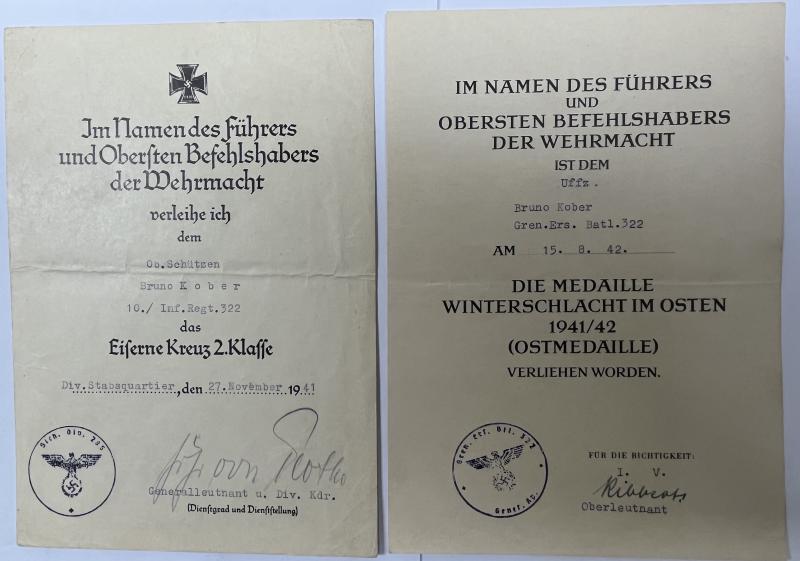 Im Namen des Führers
und Obersten Befehlshabers
der Wehrmacht
verleihe ich
dem
Ob.Schützen
Bruno Kober
10./ Inf.Regt.322
das
Eiserne Kreuz 2.Klasse
Div.Stabsquartier, den 27.November 1941
Sich. Div. 285
Generalleutnant u. Div. Kdr.
(Dienstgrad und Dienststellung)
IM NAMEN DES FÜHRERS
UND
OBERSTEN BEFEHLSHABERS
DER WEHRMACHT
IST DEM
Uffz.
Bruno Kober
Gren.Ers. Batl.322
AM 15. 8. 42.
DIE MEDAILLE
WINTERSCHLACHT IM OSTEN
1941/42
(OSTMEDAILLE)
VERLIEHEN WORDEN.
FÜR DIE RICHTIGKEIT:
I. V.
Oberleutnant